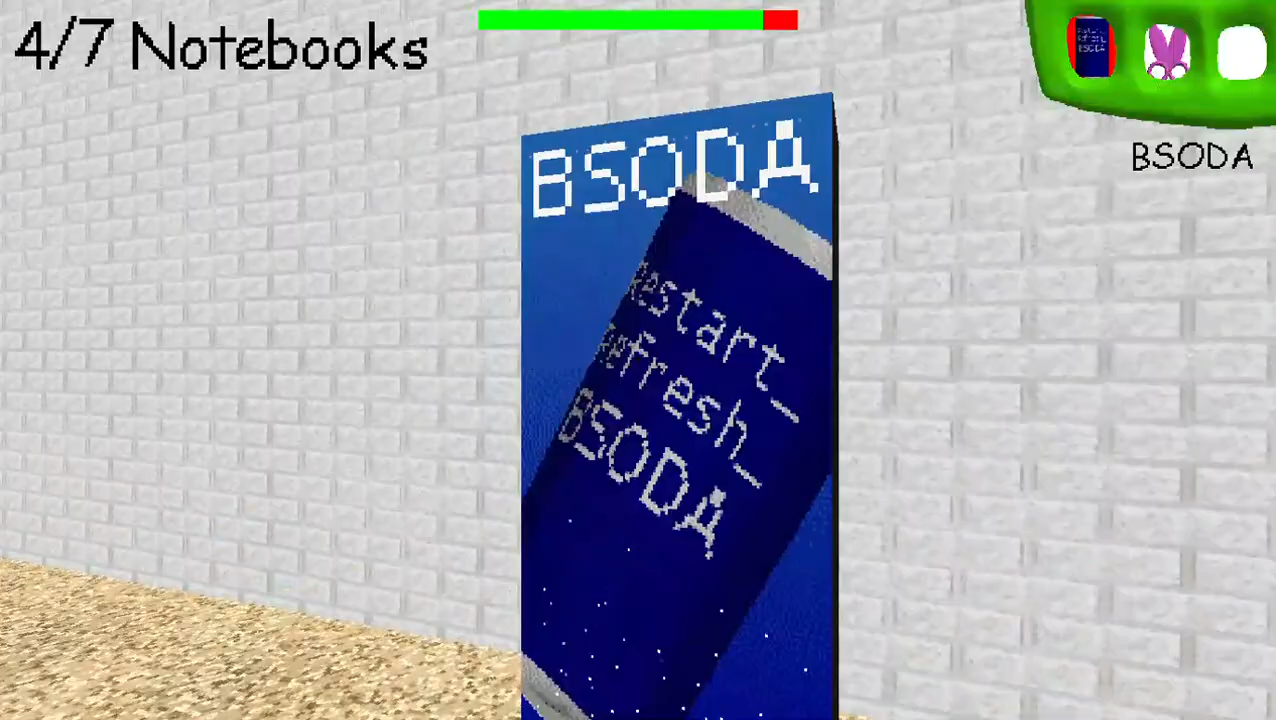 4/7 Notebooks
BSODA
BSODA
Restart_
Refresh_
BSODA